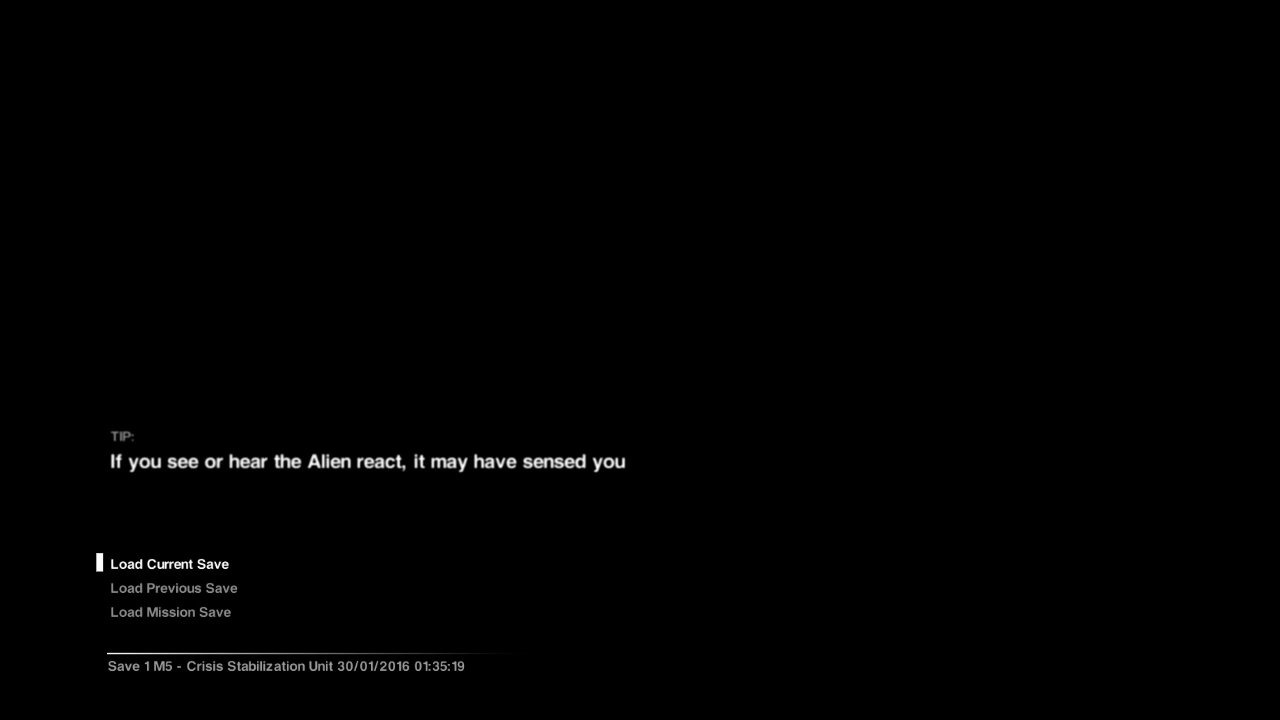 TIP:
If you see or hear the Alien react, it may have sensed you
Load Current Save
Load Previous Save
Load Mission Save
Save 1 M5 - Crisis Stabilization Unit 30/01/2016 01:35:19